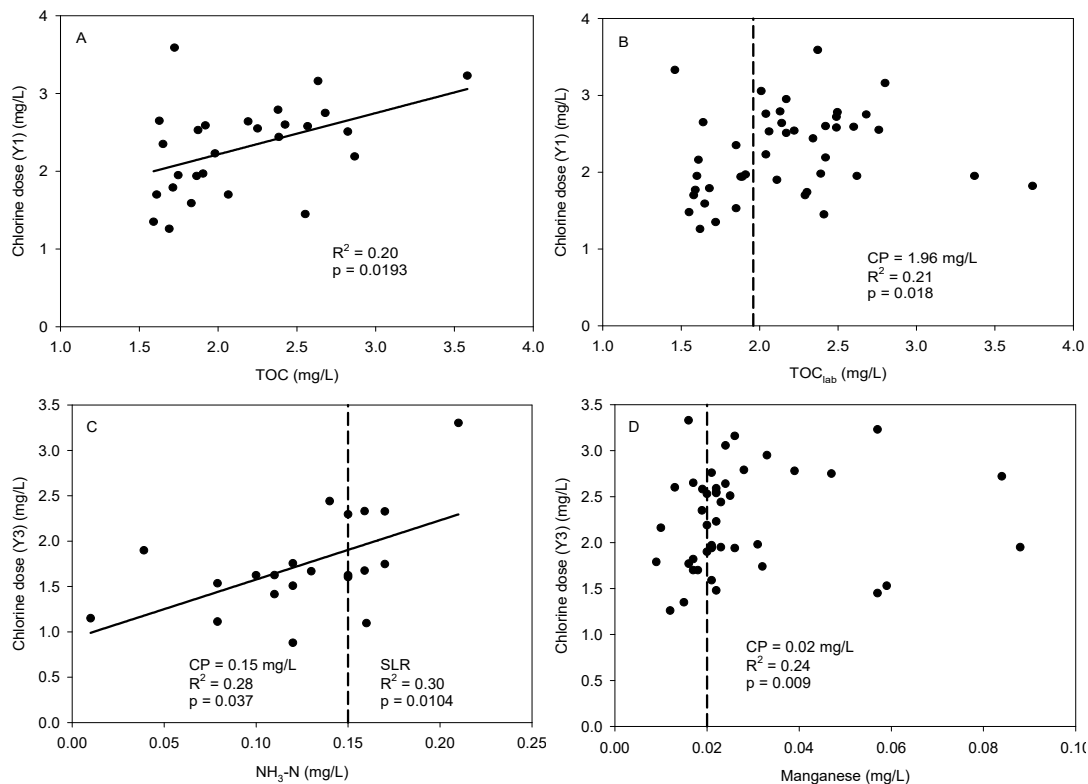 A
Chlorine dose (Y1) (mg/L)
4
3
2
1
0
R² = 0.20
p = 0.0193
1.0 1.5 2.0 2.5 3.0 3.5 4.0
TOC (mg/L)
B
Chlorine dose (Y1) (mg/L)
4
3
2
1
0
CP = 1.96 mg/L
R² = 0.21
p = 0.018
1.0 1.5 2.0 2.5 3.0 3.5 4.0
TOC_lab (mg/L)
C
Chlorine dose (Y3) (mg/L)
3.5
3.0
2.5
2.0
1.5
1.0
0.5
0.0
CP = 0.15 mg/L
R² = 0.28
p = 0.037
SLR
R² = 0.30
p = 0.0104
0.00 0.05 0.10 0.15 0.20 0.25
NH₃-N (mg/L)
D
Chlorine dose (Y3) (mg/L)
3.5
3.0
2.5
2.0
1.5
1.0
0.5
0.0
CP = 0.02 mg/L
R² = 0.24
p = 0.009
0.00 0.02 0.04 0.06 0.08 0.10
Manganese (mg/L)